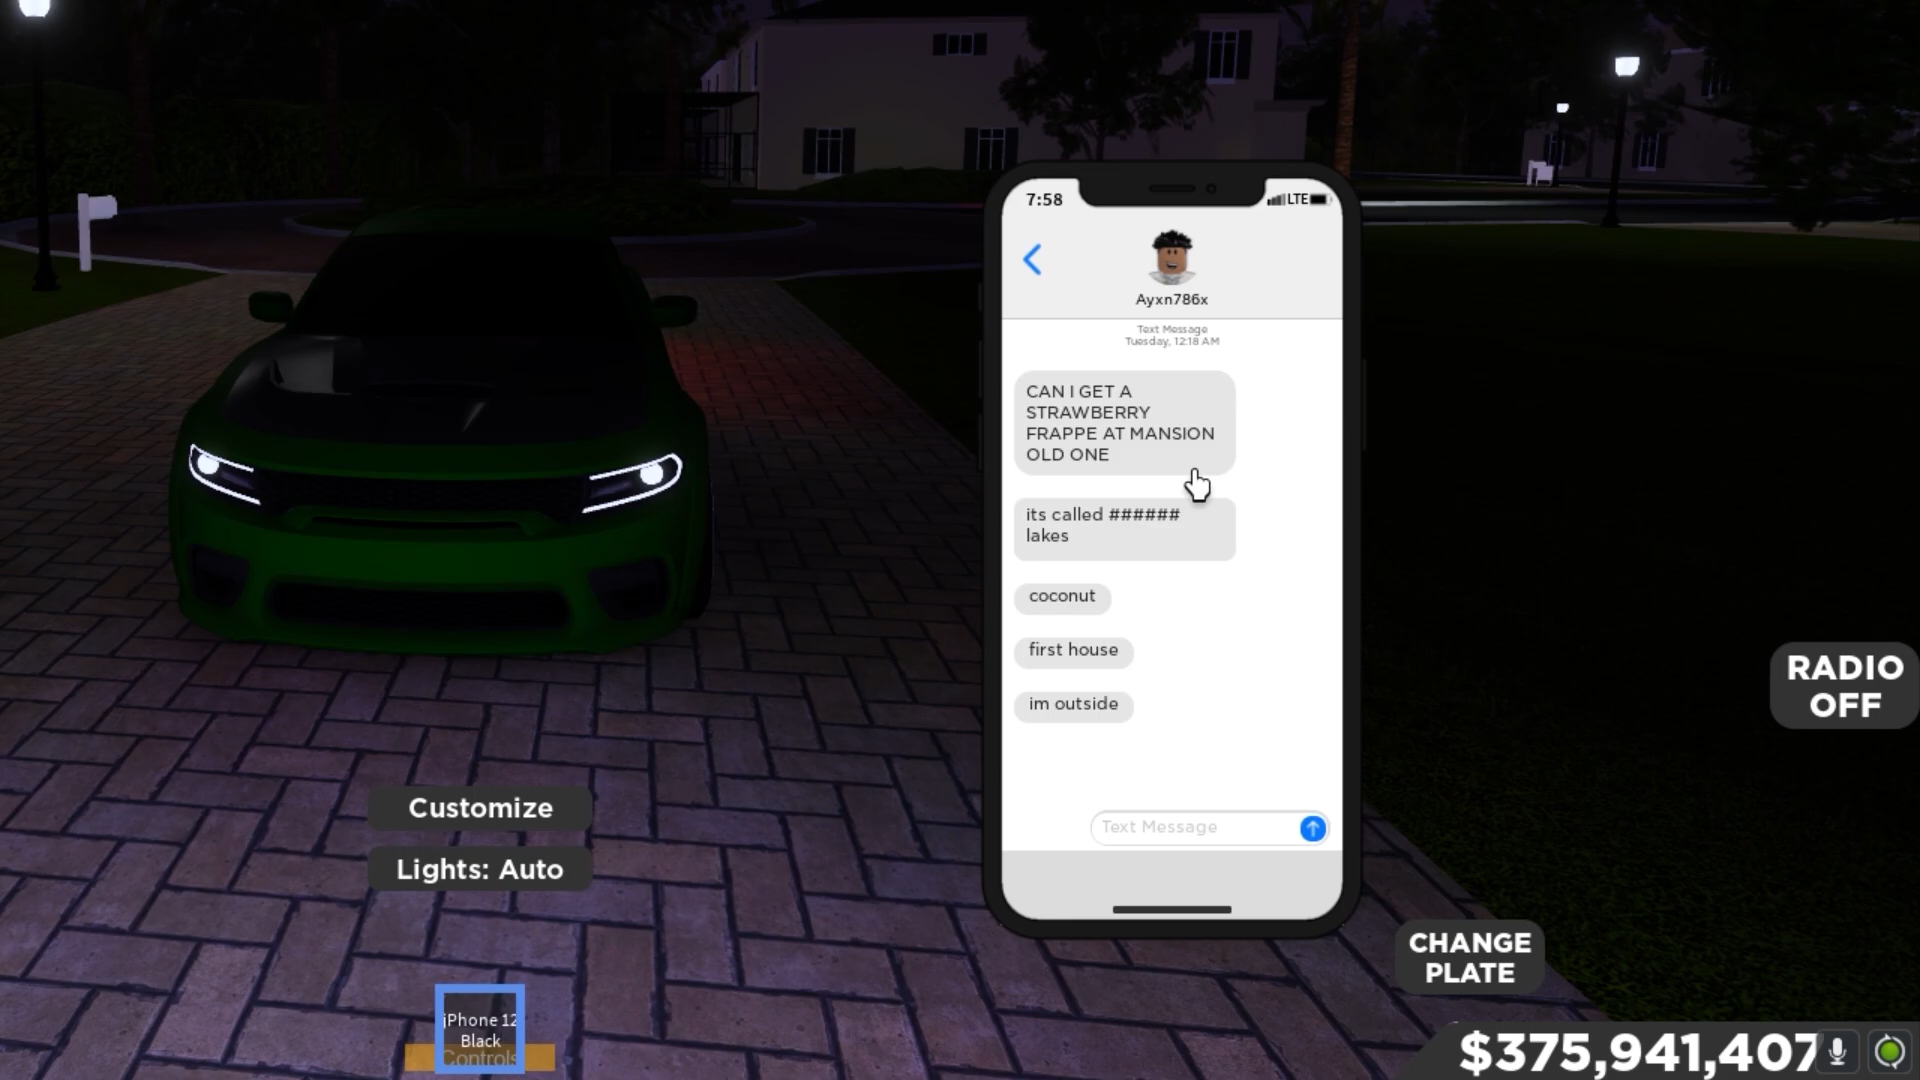 7:58
LTE
Ayxn786x
Text Message
Tuesday, 12:18 AM
CAN I GET A
STRAWBERRY
FRAPPE AT MANSION
OLD ONE
its called ######
lakes
coconut
first house
im outside
Text Message
RADIO
OFF
Customize
Lights: Auto
CHANGE
PLATE
jPhone 12
Black
Controls
$375,941,407